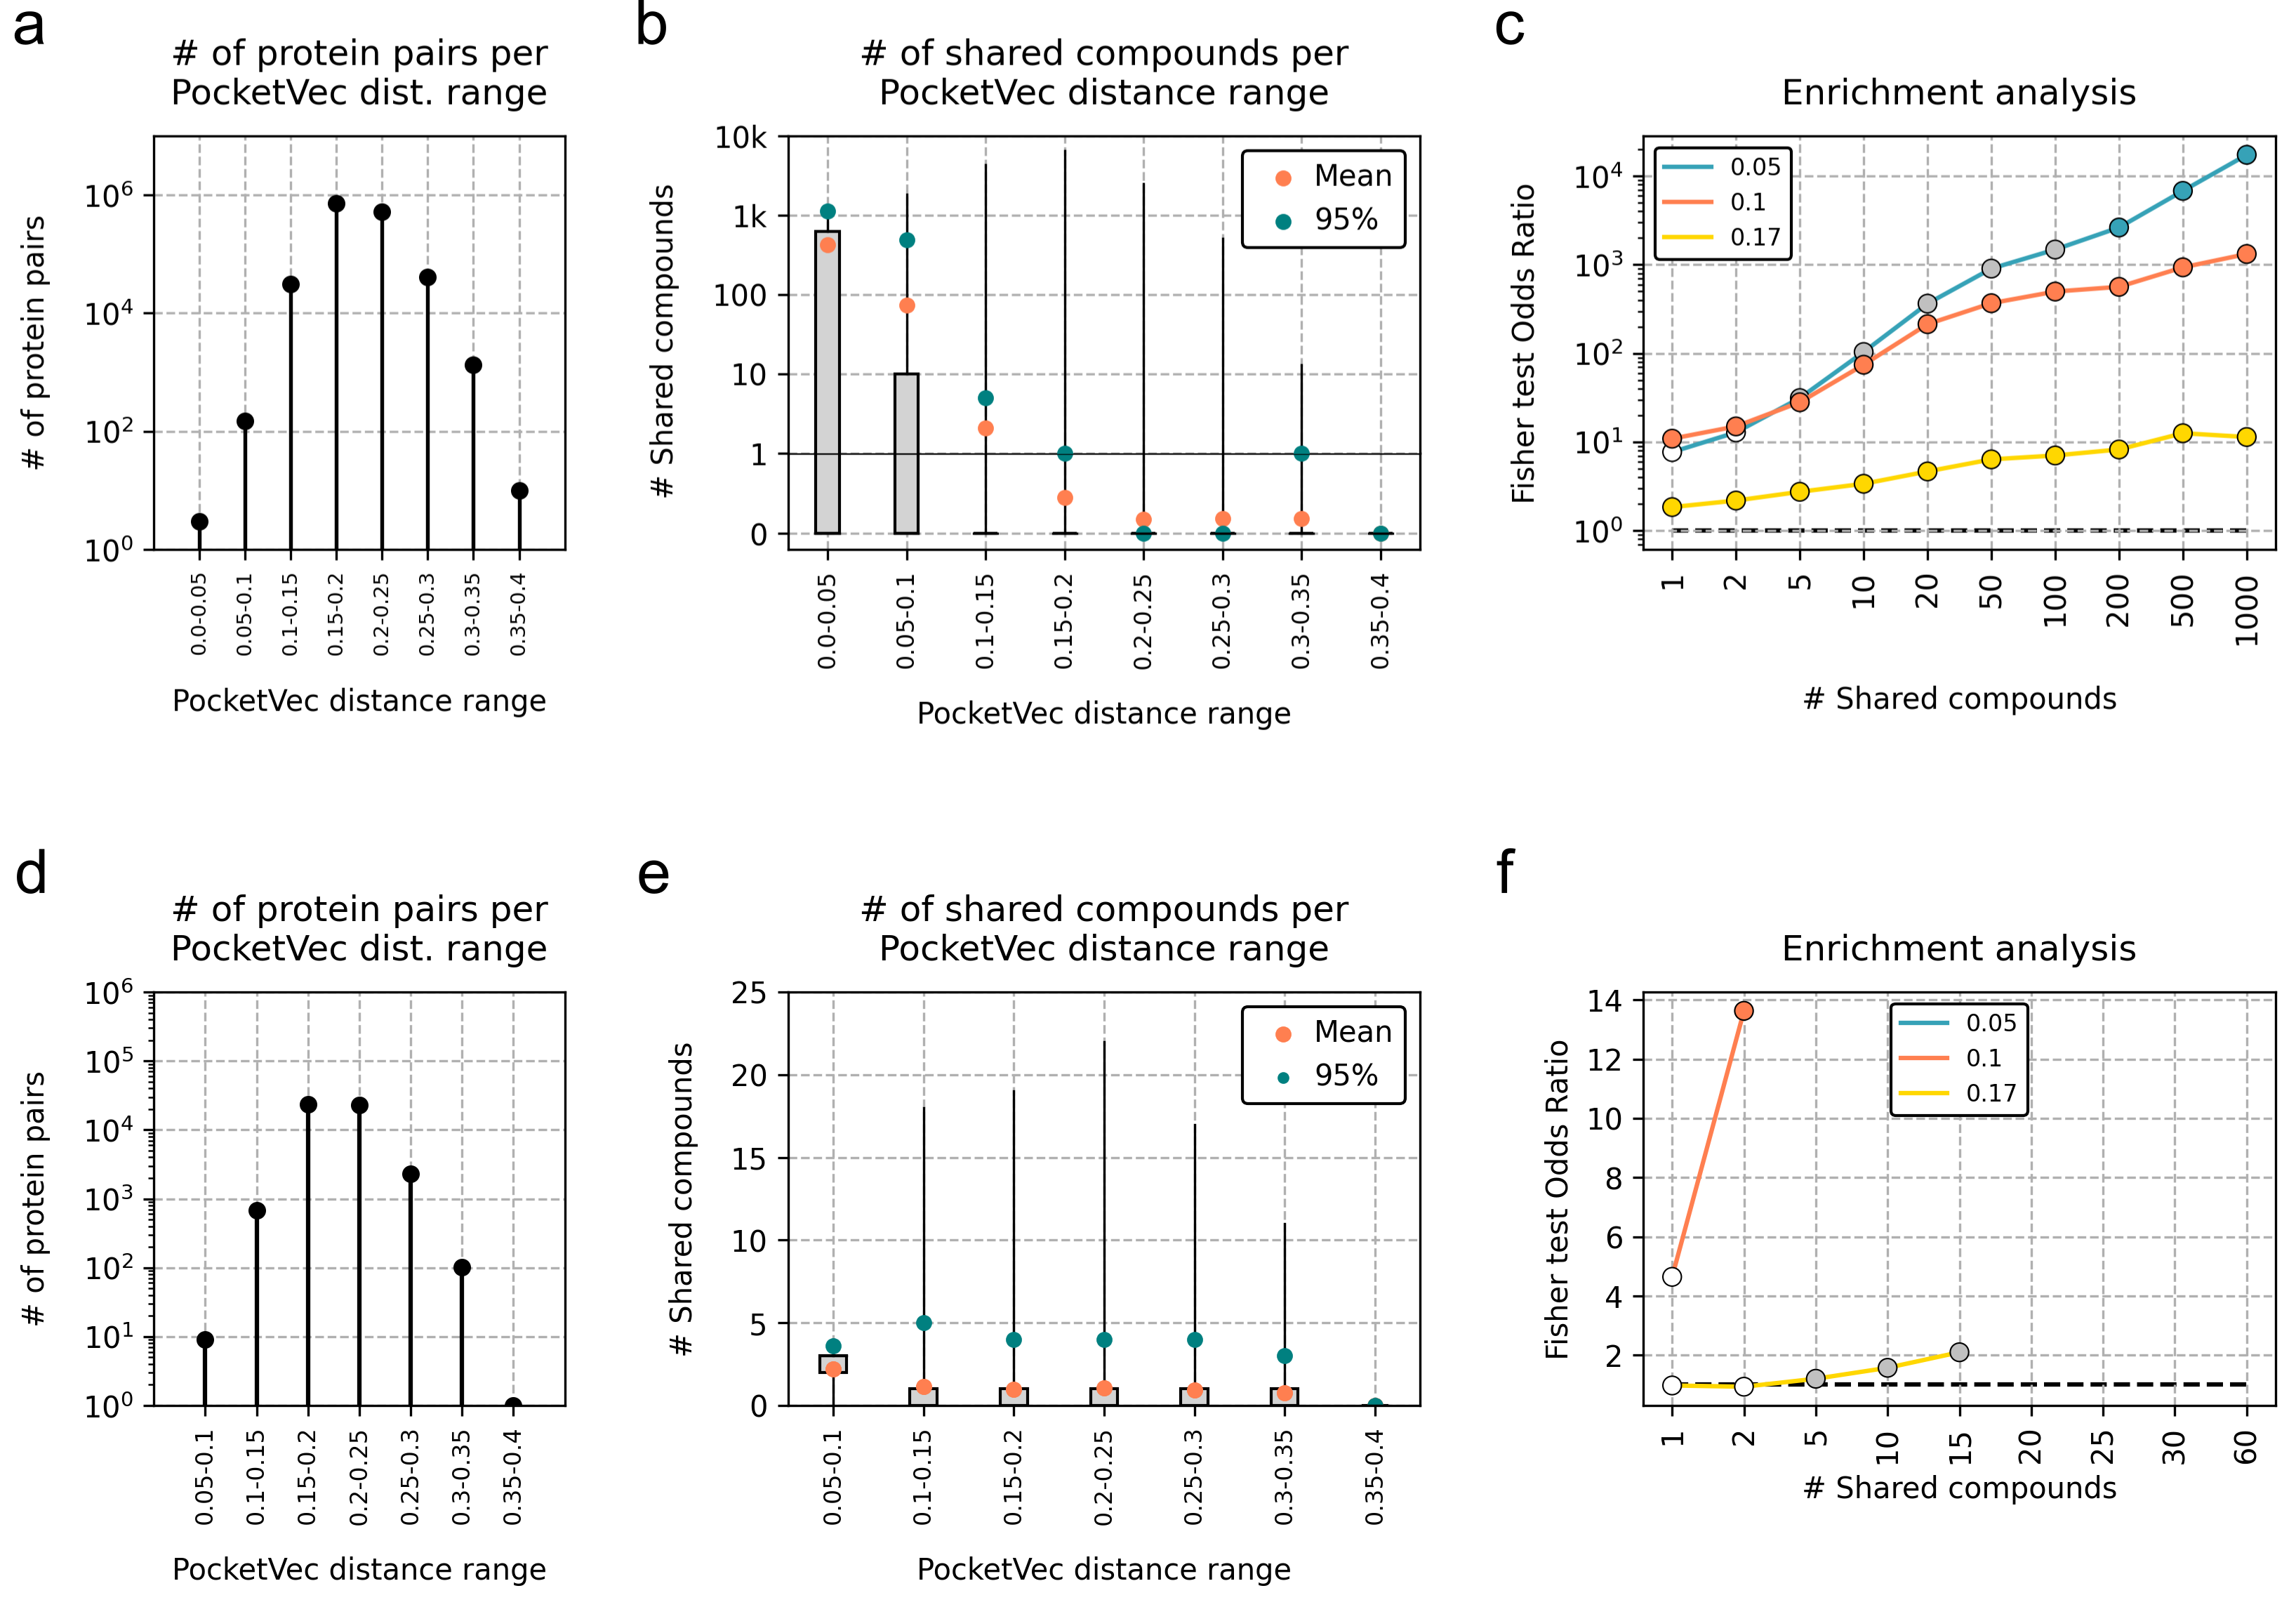 a
# of protein pairs per
PocketVec dist. range
# of protein pairs
10^6
10^4
10^2
10^0
0.0-0.05
0.05-0.1
0.1-0.15
0.15-0.2
0.2-0.25
0.25-0.3
0.3-0.35
0.35-0.4
PocketVec distance range
b
# of shared compounds per
PocketVec distance range
# Shared compounds
10k
1k
100
10
1
0
Mean
95%
0.0-0.05
0.05-0.1
0.1-0.15
0.15-0.2
0.2-0.25
0.25-0.3
0.3-0.35
0.35-0.4
PocketVec distance range
c
Enrichment analysis
Fisher test Odds Ratio
10^4
10^3
10^2
10^1
10^0
0.05
0.1
0.17
1
2
5
10
20
50
100
200
500
1000
# Shared compounds
d
# of protein pairs per
PocketVec dist. range
# of protein pairs
10^6
10^5
10^4
10^3
10^2
10^1
10^0
0.05-0.1
0.1-0.15
0.15-0.2
0.2-0.25
0.25-0.3
0.3-0.35
0.35-0.4
PocketVec distance range
e
# of shared compounds per
PocketVec distance range
# Shared compounds
25
20
15
10
5
0
Mean
95%
0.05-0.1
0.1-0.15
0.15-0.2
0.2-0.25
0.25-0.3
0.3-0.35
0.35-0.4
PocketVec distance range
f
Enrichment analysis
Fisher test Odds Ratio
14
12
10
8
6
4
2
0.05
0.1
0.17
1
2
5
10
15
20
25
30
60
# Shared compounds